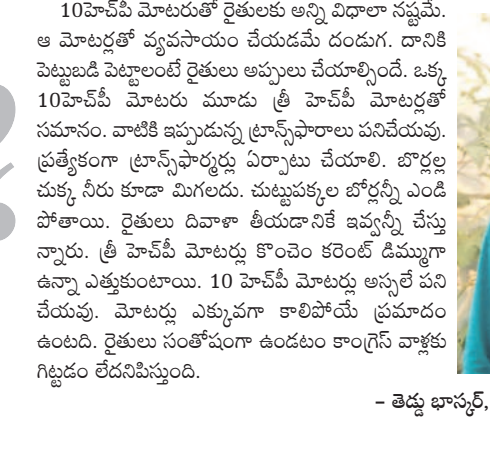 10హెచ్‌పీ మోటరుతో రైతులకు అన్ని విధాలా నష్టమే.
ఆ మోటర్లతో వ్యవసాయం చేయడమే దండుగ. దానికి
పెట్టుబడి పెట్టాలంటే రైతులు అప్పులు చేయాల్సిందే. ఒక్క
10హెచ్‌పీ మోటరు మూడు త్రీ హెచ్‌పీ మోటర్లతో
సమానం. వాటికి ఇప్పుడున్న ట్రాన్స్‌ఫారాలు పనిచేయవు.
ప్రత్యేకంగా ట్రాన్స్‌ఫార్మర్లు ఏర్పాటు చేయాలి. బొర్లల్ల
చుక్క నీరు కూడా మిగలదు. చుట్టుపక్కల బోర్లన్నీ ఎండి
పోతాయి. రైతులు దివాళా తీయడానికే ఇవ్వన్నీ చేస్తు
న్నారు. త్రీ హెచ్‌పీ మోటర్లు కొంచెం కరెంట్ డిమ్ముగా
ఉన్నా ఎత్తుకుంటాయి. 10 హెచ్‌పీ మోటర్లు అస్సలే పని
చేయవు. మోటర్లు ఎక్కువగా కాలిపోయే ప్రమాదం
ఉంటది. రైతులు సంతోషంగా ఉండటం కాంగ్రెస్ వాళ్లకు
గిట్టడం లేదనిపిస్తుంది.
– తెడ్డు భాస్కర్,